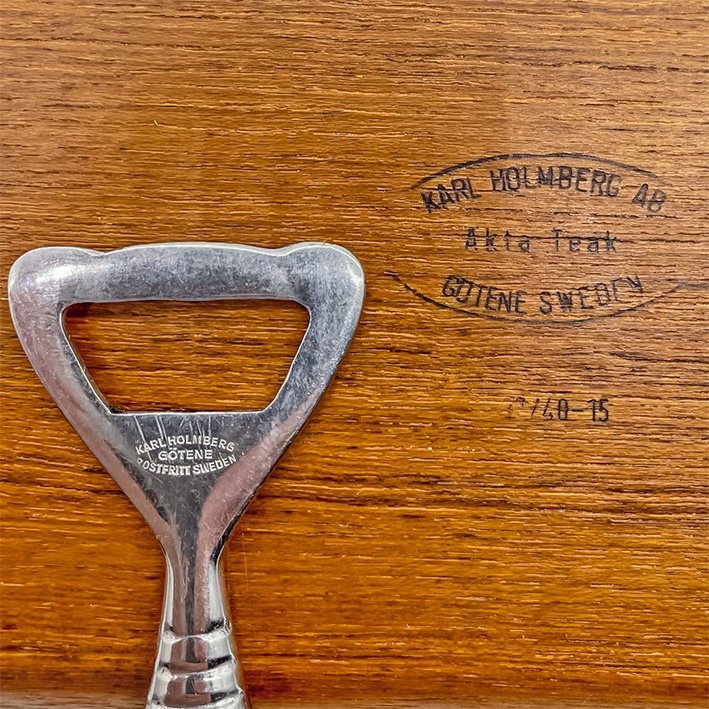 KARL HOLMBERG AB
Äkta Teak
GÖTENE SWEDEN
/40-15
KARL HOLMBERG
GÖTENE
ROSTFRITT SWEDEN